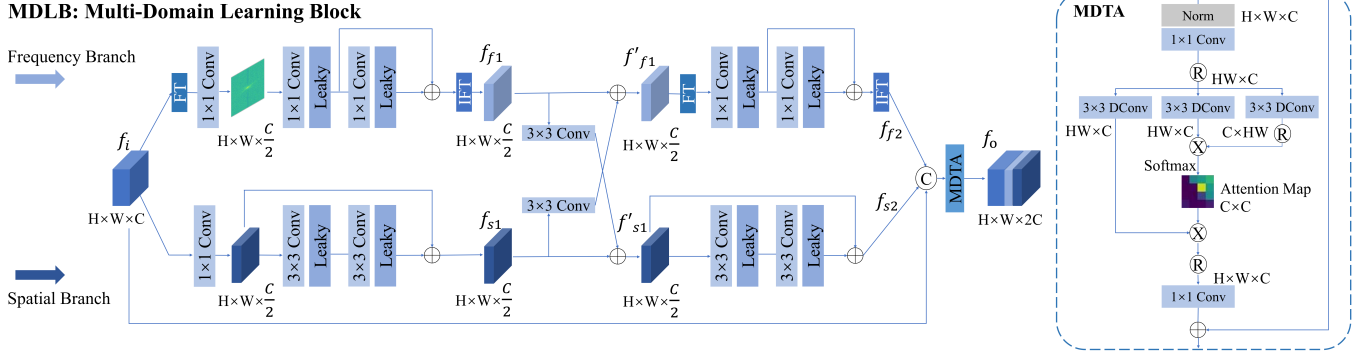 MDLB: Multi-Domain Learning Block
Frequency Branch
Spatial Branch
f_i
H×W×C
FT
1×1 Conv
H×W×C/2
1×1 Conv
Leaky
1×1 Conv
Leaky
IFT
f_f1
H×W×C/2
3×3 Conv
f'_f1
H×W×C/2
FT
1×1 Conv
Leaky
1×1 Conv
Leaky
IFT
f_f2
1×1 Conv
H×W×C/2
3×3 Conv
Leaky
3×3 Conv
Leaky
f_s1
H×W×C/2
3×3 Conv
f'_s1
H×W×C/2
3×3 Conv
Leaky
3×3 Conv
Leaky
f_s2
C
MDTA
f_o
H×W×2C
MDTA
Norm
H×W×C
1×1 Conv
R
HW×C
3×3 DConv
3×3 DConv
3×3 DConv
HW×C
HW×C
C×HW
R
X
Softmax
Attention Map
C×C
X
R
H×W×C
1×1 Conv